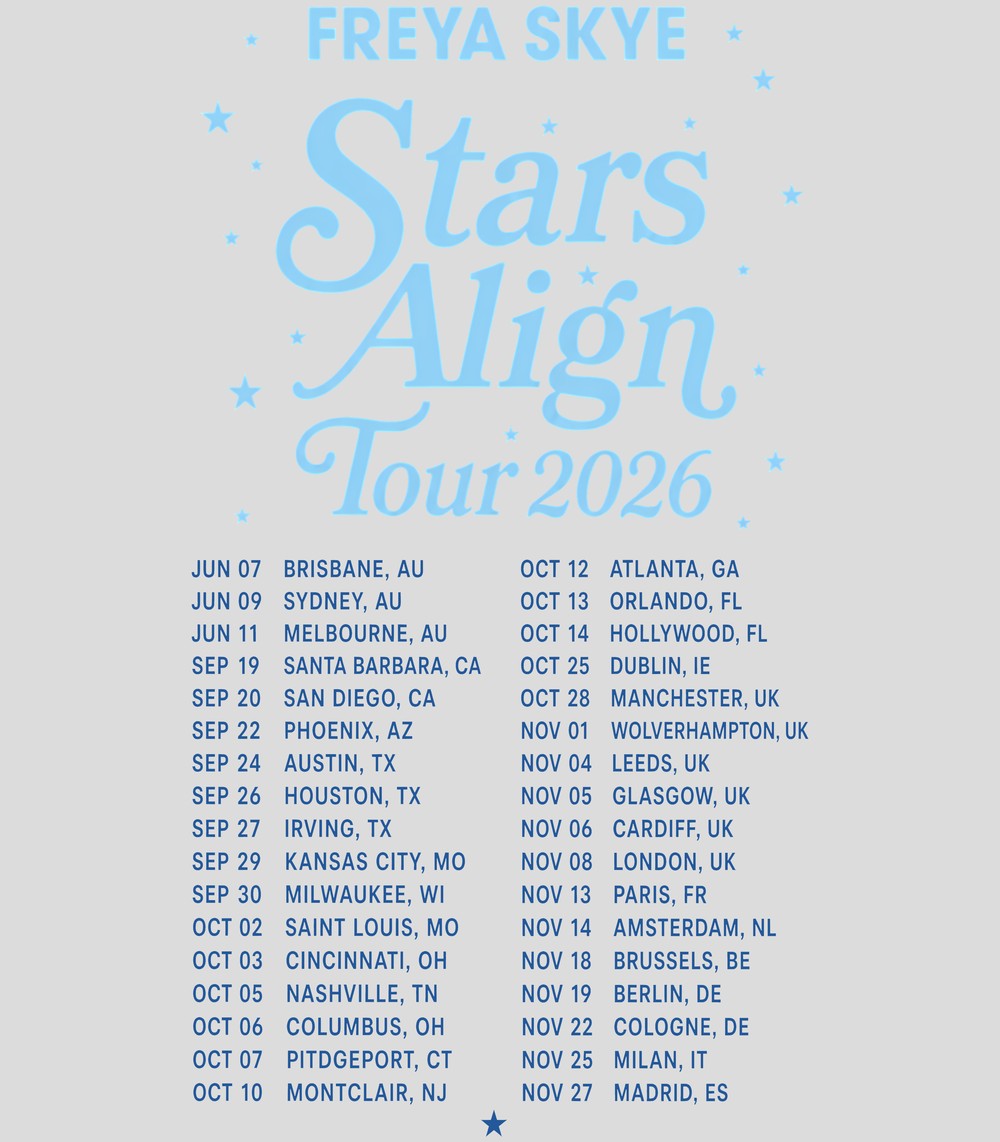 FREYA SKYE
Stars
Align
Tour 2026
JUN 07 BRISBANE, AU
JUN 09 SYDNEY, AU
JUN 11 MELBOURNE, AU
SEP 19 SANTA BARBARA, CA
SEP 20 SAN DIEGO, CA
SEP 22 PHOENIX, AZ
SEP 24 AUSTIN, TX
SEP 26 HOUSTON, TX
SEP 27 IRVING, TX
SEP 29 KANSAS CITY, MO
SEP 30 MILWAUKEE, WI
OCT 02 SAINT LOUIS, MO
OCT 03 CINCINNATI, OH
OCT 05 NASHVILLE, TN
OCT 06 COLUMBUS, OH
OCT 07 PITDGEPORT, CT
OCT 10 MONTCLAIR, NJ
OCT 12 ATLANTA, GA
OCT 13 ORLANDO, FL
OCT 14 HOLLYWOOD, FL
OCT 25 DUBLIN, IE
OCT 28 MANCHESTER, UK
NOV 01 WOLVERHAMPTON, UK
NOV 04 LEEDS, UK
NOV 05 GLASGOW, UK
NOV 06 CARDIFF, UK
NOV 08 LONDON, UK
NOV 13 PARIS, FR
NOV 14 AMSTERDAM, NL
NOV 18 BRUSSELS, BE
NOV 19 BERLIN, DE
NOV 22 COLOGNE, DE
NOV 25 MILAN, IT
NOV 27 MADRID, ES